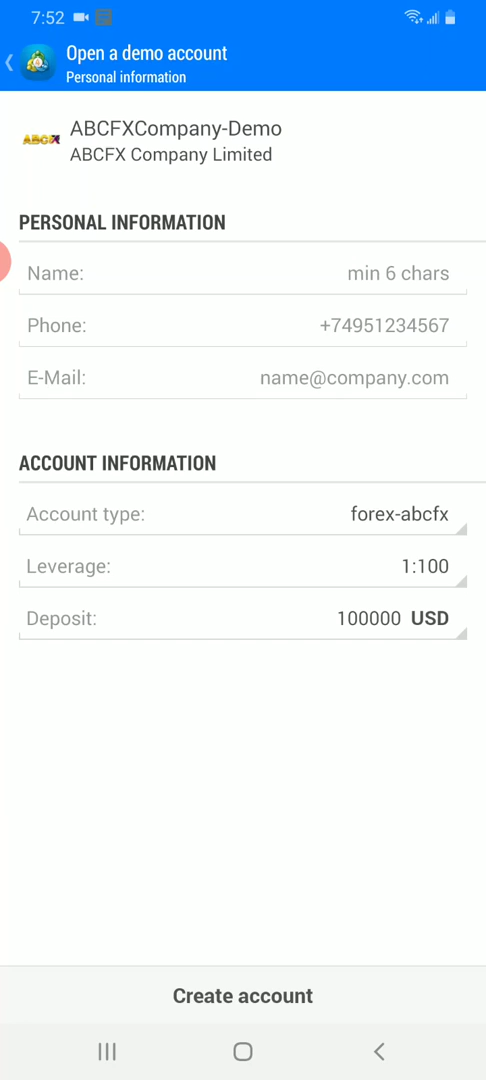 7:52
Open a demo account
Personal information
ABCFX ABCFXCompany-Demo
ABCFX Company Limited
PERSONAL INFORMATION
Name: min 6 chars
Phone: +74951234567
E-Mail: name@company.com
ACCOUNT INFORMATION
Account type: forex-abcfx
Leverage: 1:100
Deposit: 100000 USD
Create account